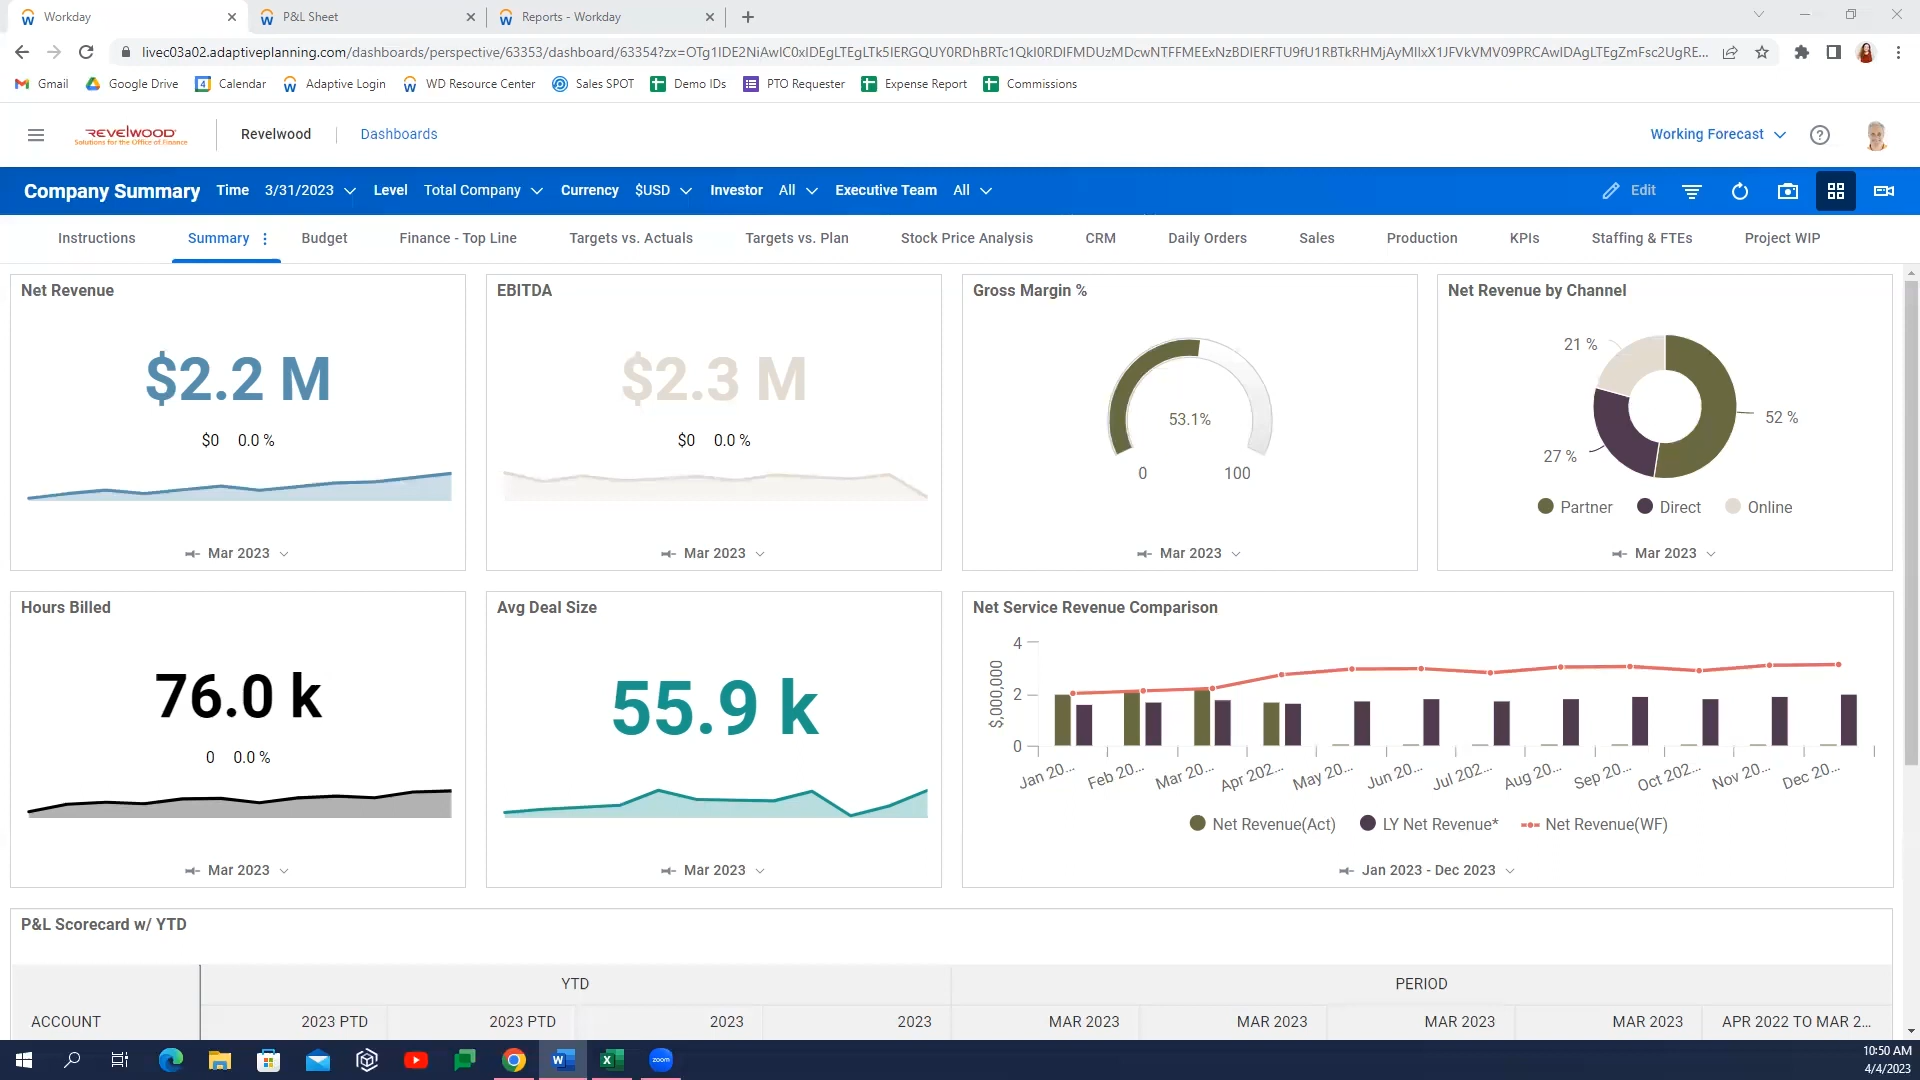 Workday
P&L Sheet
Reports - Workday
livec03a02.adaptiveplanning.com/dashboards/perspective/63353/dashboard/63354?zx=
Gmail
Google Drive
Calendar
Adaptive Login
WD Resource Center
Sales SPOT
Demo IDs
PTO Requester
Expense Report
Commissions
REVELWOOD
Solutions for the Office of Finance
Revelwood
Dashboards
Working Forecast
Company Summary
Time 3/31/2023
Level Total Company
Currency $USD
Investor All
Executive Team All
Edit
Instructions
Summary
Budget
Finance - Top Line
Targets vs. Actuals
Targets vs. Plan
Stock Price Analysis
CRM
Daily Orders
Sales
Production
KPIs
Staffing & FTEs
Project WIP
Net Revenue
$2.2 M
$0 0.0 %
Mar 2023
EBITDA
$2.3 M
$0 0.0 %
Mar 2023
Gross Margin %
53.1%
0 100
Mar 2023
Net Revenue by Channel
21 %
52 %
27 %
Partner Direct Online
Mar 2023
Hours Billed
76.0 k
0 0.0 %
Mar 2023
Avg Deal Size
55.9 k
Mar 2023
Net Service Revenue Comparison
$,000,000
4
2
0
Jan 20... Feb 20... Mar 20... Apr 202... May 20... Jun 20... Jul 202... Aug 20... Sep 20... Oct 202... Nov 20... Dec 20...
Net Revenue(Act) LY Net Revenue* Net Revenue(WF)
Jan 2023 - Dec 2023
P&L Scorecard w/ YTD
YTD PERIOD
ACCOUNT 2023 PTD 2023 PTD 2023 2023 MAR 2023 MAR 2023 MAR 2023 MAR 2023 APR 2022 TO MAR 2...
zoom
10:50 AM
4/4/2023